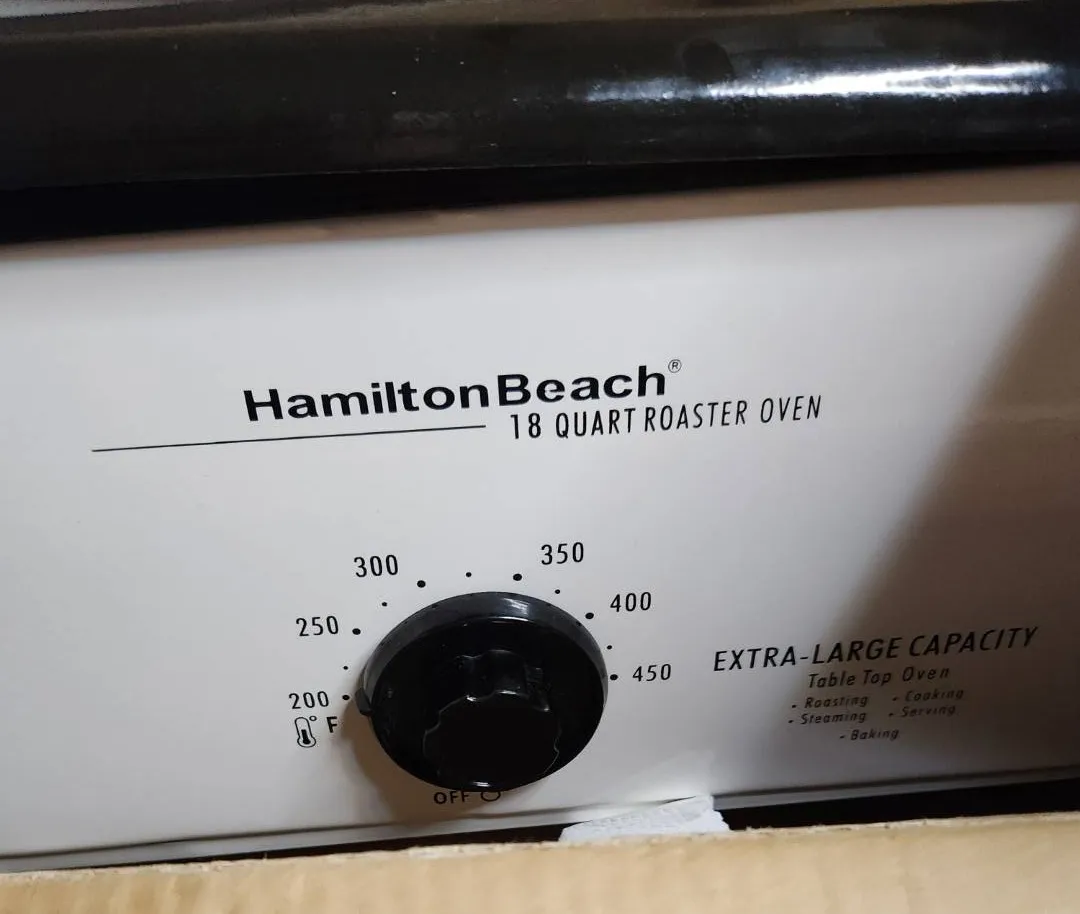 HamiltonBeach®
18 QUART ROASTER OVEN
300
350
250
400
200
450
° F
OFF
EXTRA-LARGE CAPACITY
Table Top Oven
- Roasting - Cooking
- Steaming - Serving
- Baking